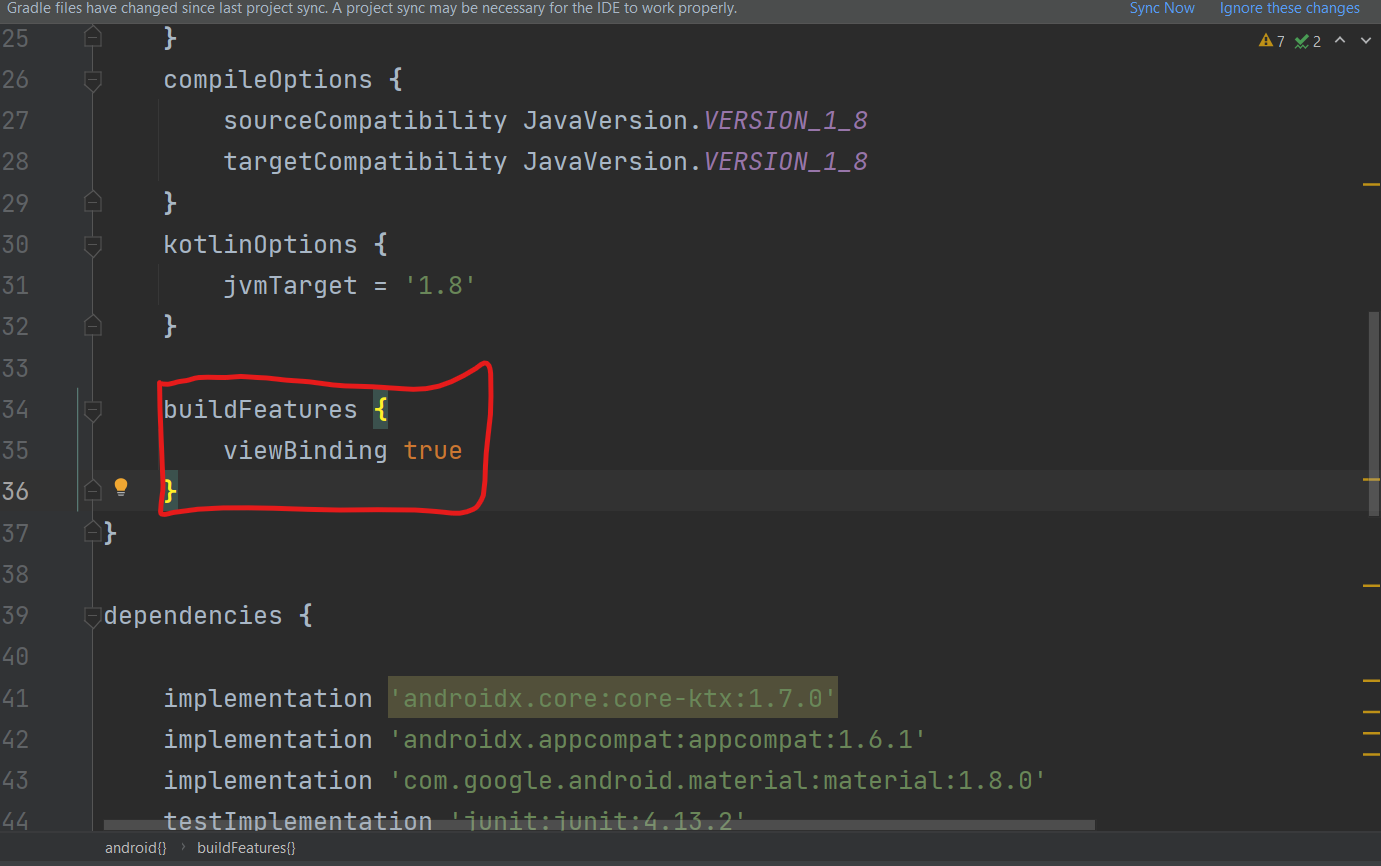 Gradle files have changed since last project sync. A project sync may be necessary for the IDE to work properly. Sync Now Ignore these changes
25 }
7 2
26 compileOptions {
27 sourceCompatibility JavaVersion.VERSION_1_8
28 targetCompatibility JavaVersion.VERSION_1_8
29 }
30 kotlinOptions {
31 jvmTarget = '1.8'
32 }
33
34 buildFeatures {
35 viewBinding true
36 }
37 }
38
39 dependencies {
40
41 implementation 'androidx.core:core-ktx:1.7.0'
42 implementation 'androidx.appcompat:appcompat:1.6.1'
43 implementation 'com.google.android.material:material:1.8.0'
44 testImplementation 'junit:junit:4.13.2'
android{} › buildFeatures{}